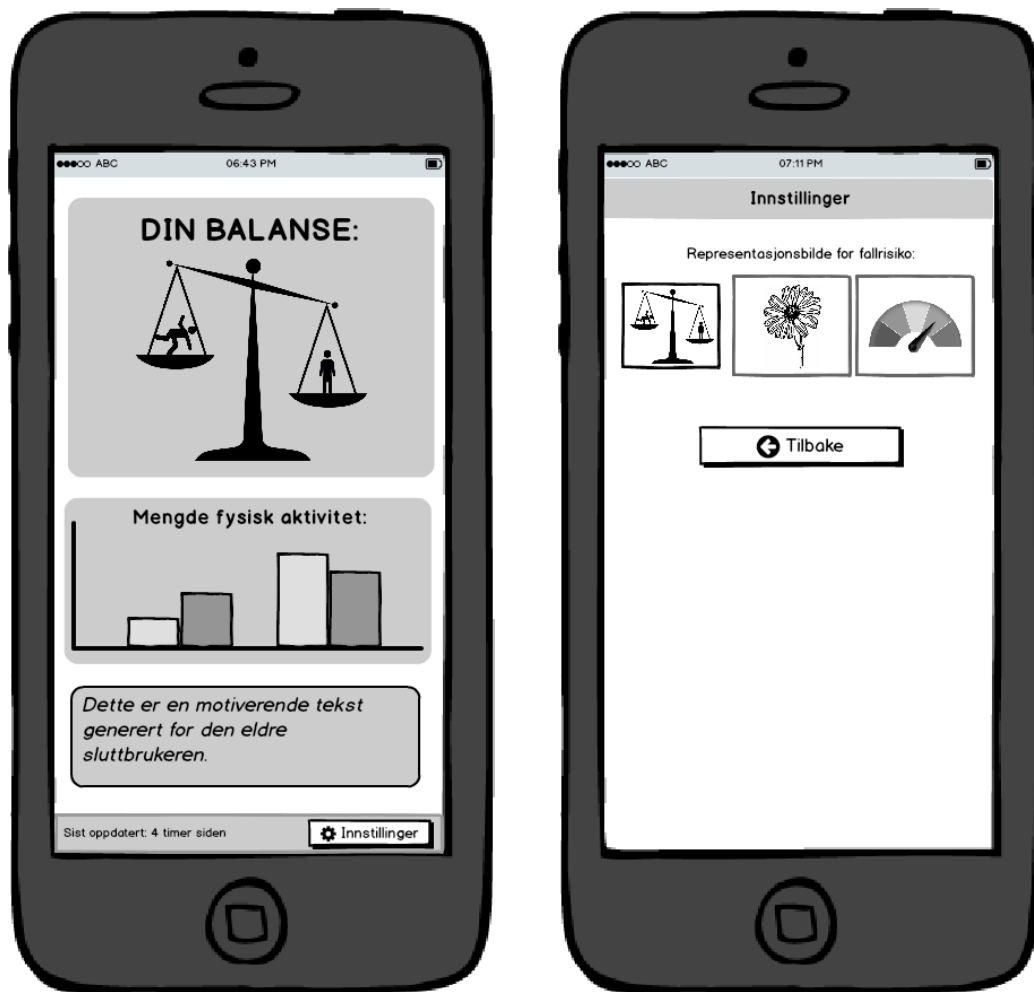 ABC 06:43 PM
DIN BALANSE:
Mengde fysisk aktivitet:
Dette er en motiverende tekst
generert for den eldre
sluttbrukeren.
Sist oppdatert: 4 timer siden Innstillinger
ABC 07:11 PM
Innstillinger
Representasjonsbilde for fallrisiko:
Tilbake